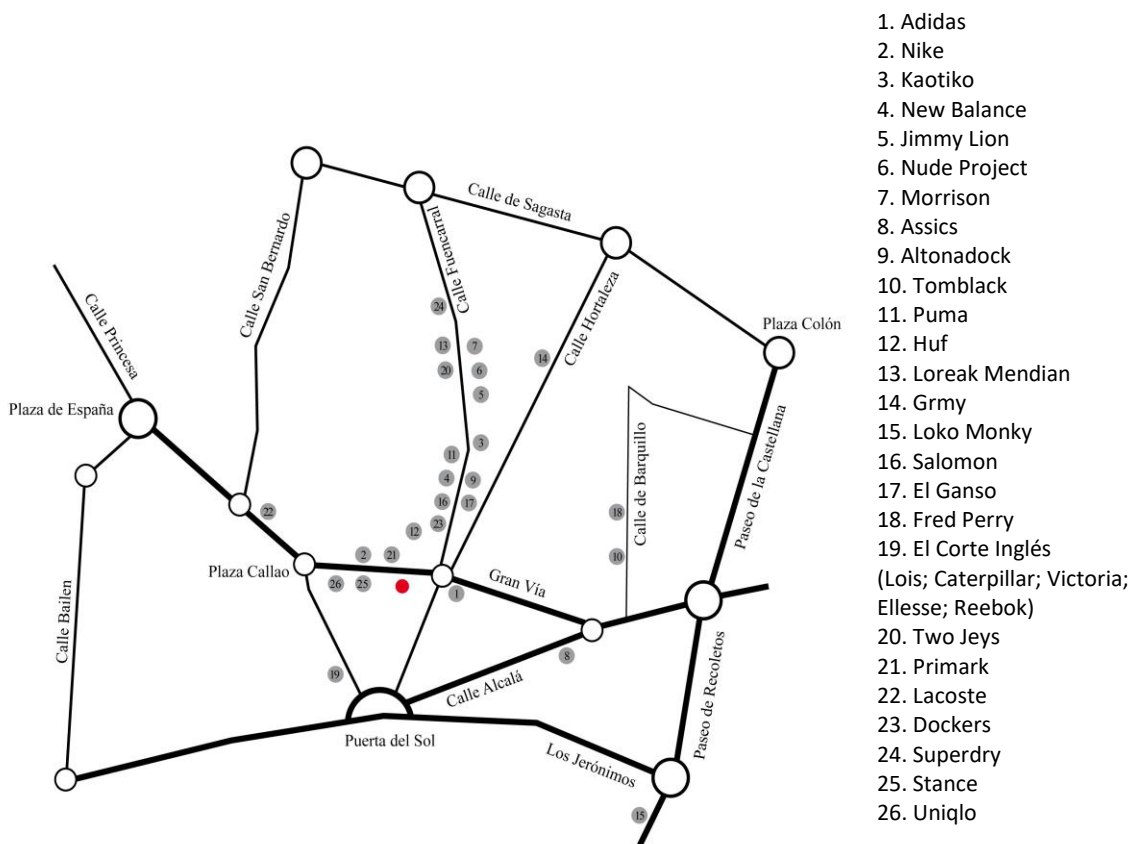 1. Adidas
2. Nike
3. Kaotiko
4. New Balance
5. Jimmy Lion
6. Nude Project
7. Morrison
8. Assics
9. Altonadock
10. Tomblack
11. Puma
12. Huf
13. Loreak Mendian
14. Grmy
15. Loko Monky
16. Salomon
17. El Ganso
18. Fred Perry
19. El Corte Inglés
(Lois; Caterpillar; Victoria;
Ellesse; Reebok)
20. Two Jeys
21. Primark
22. Lacoste
23. Dockers
24. Superdry
25. Stance
26. Uniqlo
Calle de Sagasta
Calle San Bernardo
Calle Fuencarral
Calle Hortaleza
Calle Princesa
Plaza Colón
Plaza de España
Paseo de la Castellana
Calle de Barquillo
Plaza Callao
Gran Vía
Calle Bailen
Calle Alcalá
Puerta del Sol
Los Jerónimos
Paseo de Recoletos
24
13
7
14
20
6
5
3
11
4
9
16
17
22
23
12
18
2
21
10
26
25
1
8
19
15